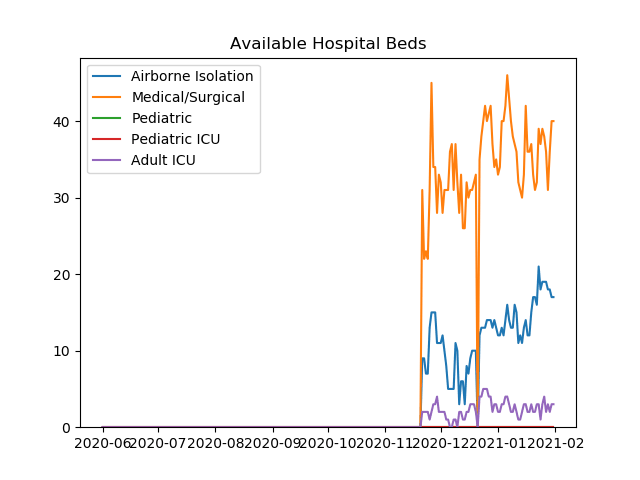 Available Hospital Beds
Airborne Isolation
Medical/Surgical
Pediatric
Pediatric ICU
Adult ICU
40
30
20
10
0
2020-06 2020-07 2020-08 2020-09 2020-10 2020-11 2020-12 2021-01 2021-02